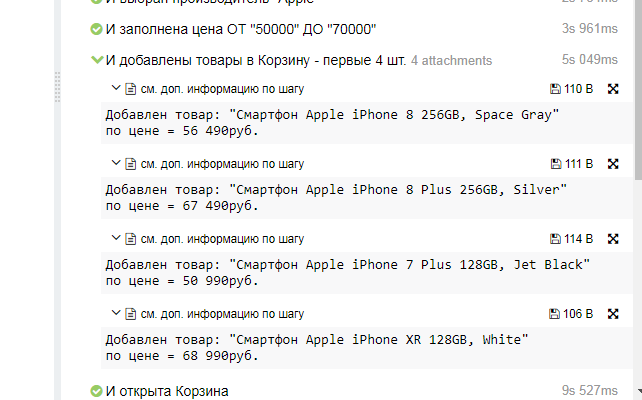 И выбран производитель "Apple"
И заполнена цена ОТ "50000" ДО "70000" 3s 961ms
И добавлены товары в Корзину - первые 4 шт. 4 attachments 5s 049ms
см. доп. информацию по шагу 110 B
Добавлен товар: "Смартфон Apple iPhone 8 256GB, Space Gray"
по цене = 56 490руб.
см. доп. информацию по шагу 111 B
Добавлен товар: "Смартфон Apple iPhone 8 Plus 256GB, Silver"
по цене = 67 490руб.
см. доп. информацию по шагу 114 B
Добавлен товар: "Смартфон Apple iPhone 7 Plus 128GB, Jet Black"
по цене = 50 990руб.
см. доп. информацию по шагу 106 B
Добавлен товар: "Смартфон Apple iPhone XR 128GB, White"
по цене = 68 990руб.
И открыта Корзина 9s 527ms